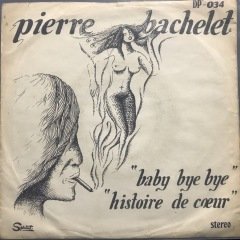 DP-034
pierre bachelet
"baby bye bye"
"histoire de cœur"
stereo